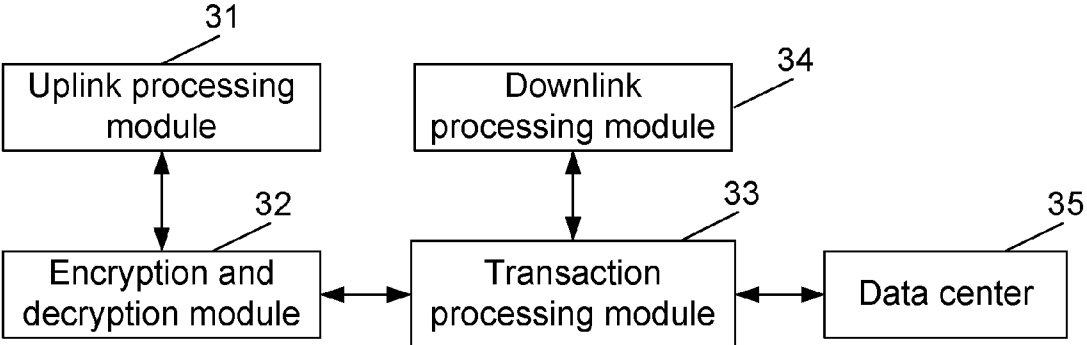 31
Uplink processing
module
34
Downlink
processing module
32
Encryption and
decryption module
33
Transaction
processing module
35
Data center